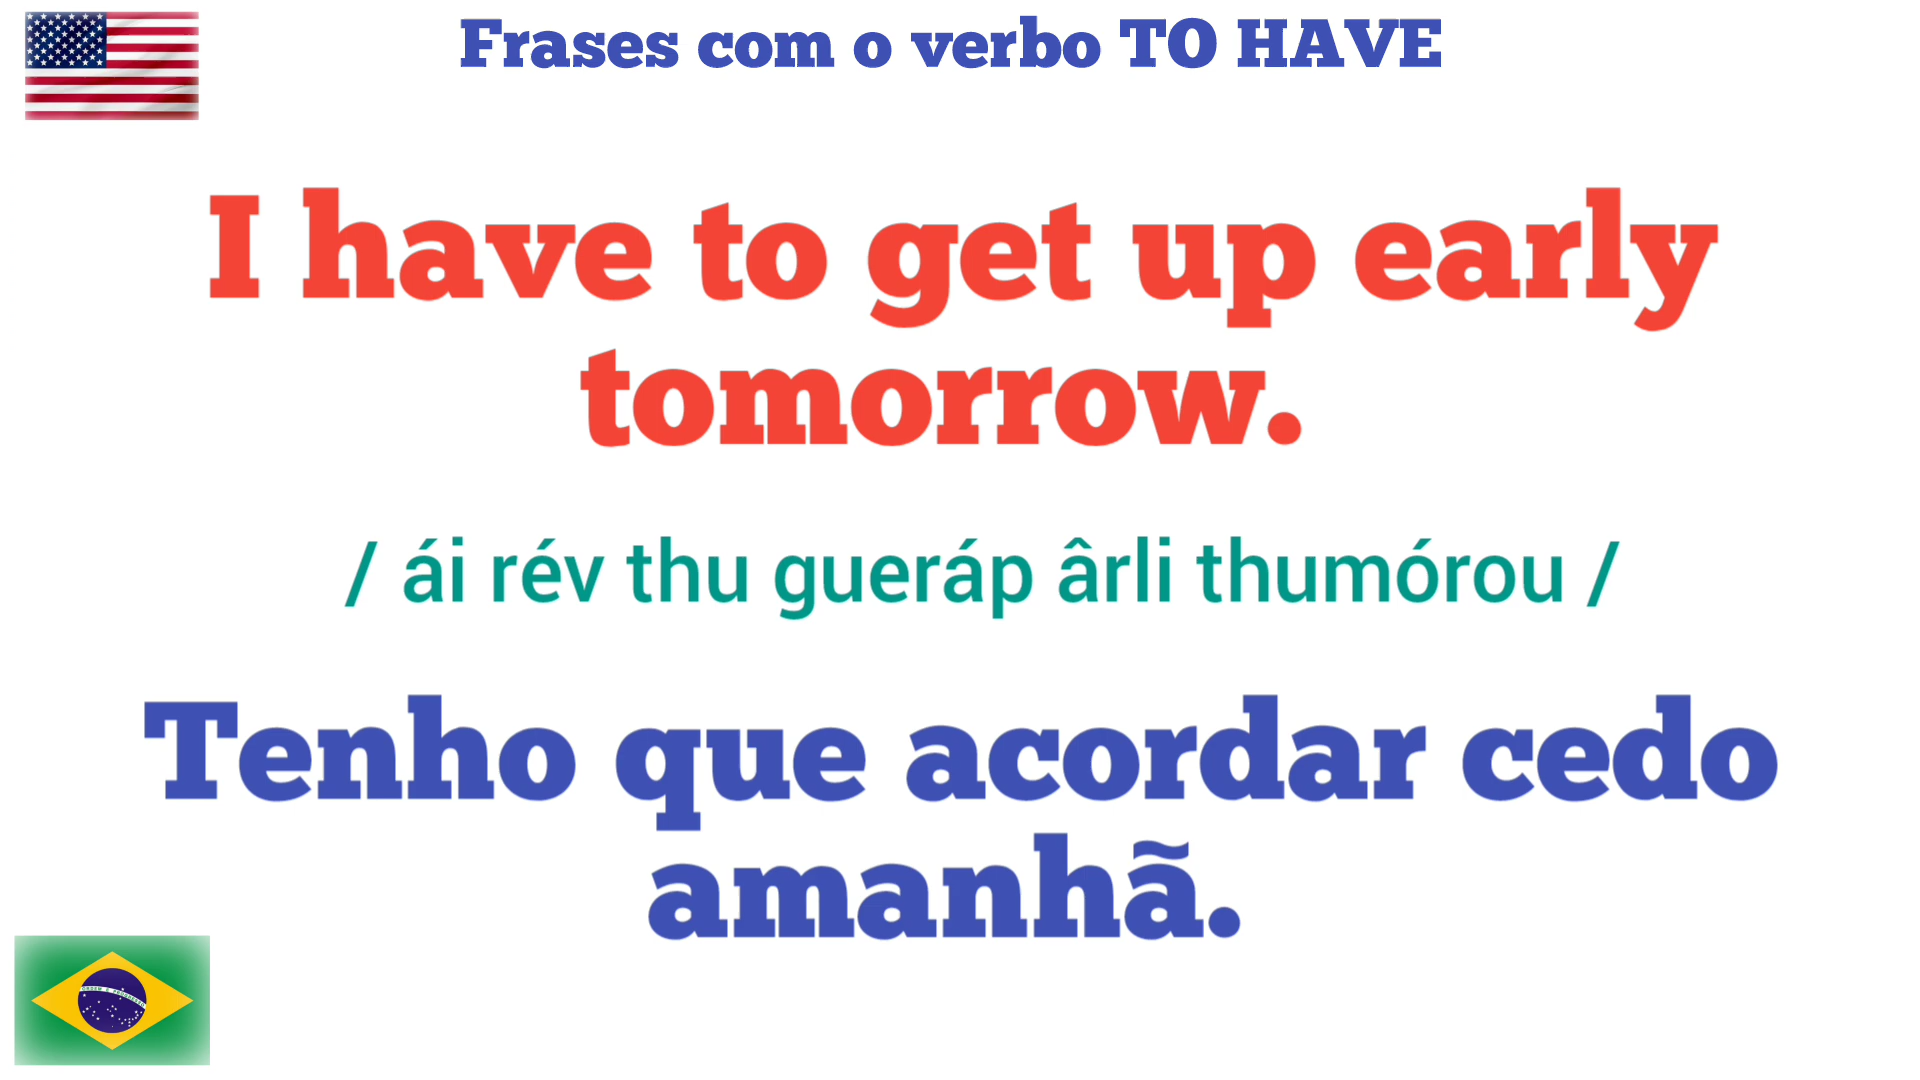 Frases com o verbo TO HAVE
I have to get up early
tomorrow.
/ ái rév thu gueráp ârli thumórou /
Tenho que acordar cedo
amanhã.